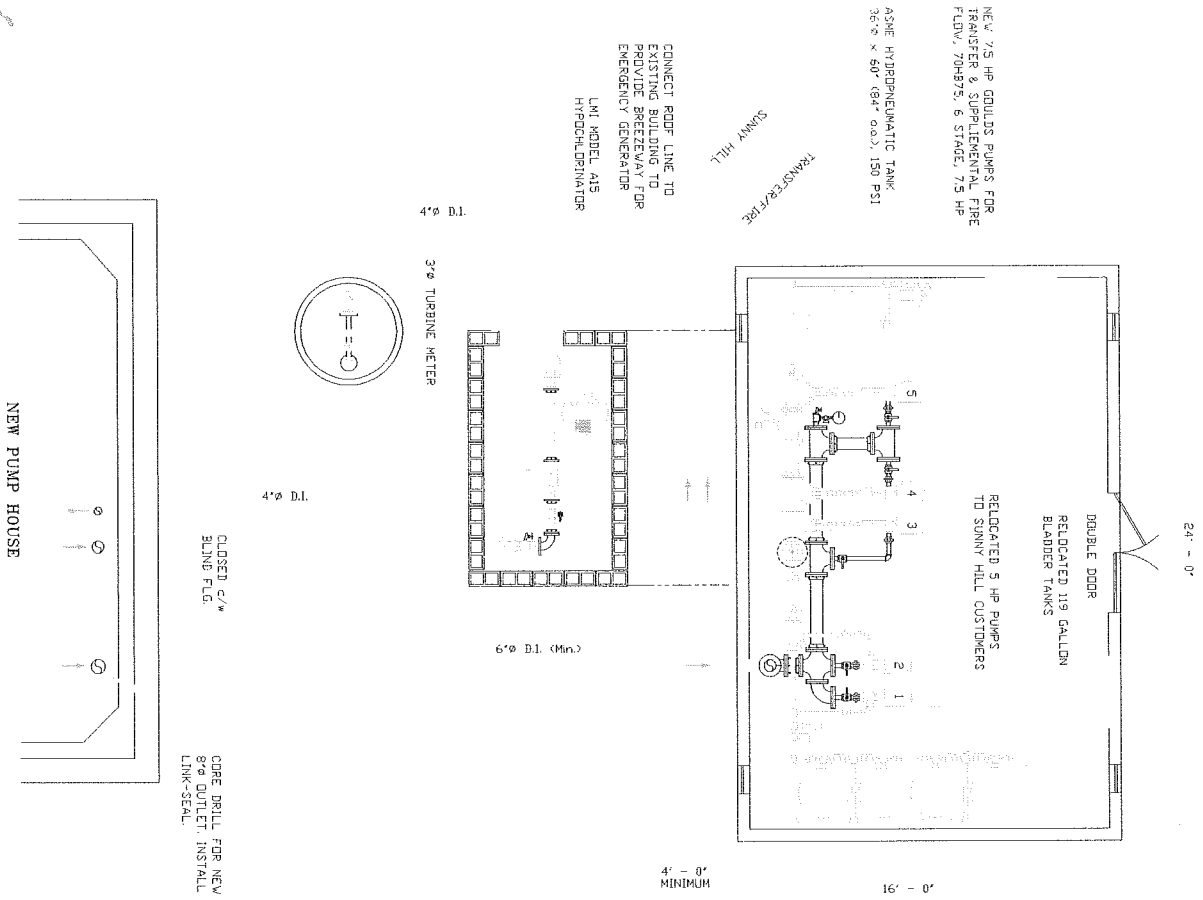 NEW 7.5 HP GOULDS PUMPS FOR
TRANSFER & SUPPLIEMENTAL FIRE
FLOW, 70HB75, 6 STAGE, 7.5 HP
ASME HYDROPNEUMATIC TANK
36"Ø × 60" (84" o.a.), 150 PSI
TRANSFER/FIRE
SUNNY HILL
CONNECT ROOF LINE TO
EXISTING BUILDING TO
PROVIDE BREEZEWAY FOR
EMERGENCY GENERATOR
LMI MODEL A15
HYPOCHLORINATOR
4"Ø D.I.
3"Ø TURBINE METER
24' - 0"
DOUBLE DOOR
RELOCATED 119 GALLON
BLADDER TANKS
RELOCATED 5 HP PUMPS
TO SUNNY HILL CUSTOMERS
5
4
3
2
1
6"Ø D.I. (Min.)
4"Ø D.I.
CLOSED c/w
BLIND FLG.
NEW PUMP HOUSE
16' - 0"
4' - 0"
MINIMUM
CORE DRILL FOR NEW
8"Ø OUTLET. INSTALL
LINK-SEAL.